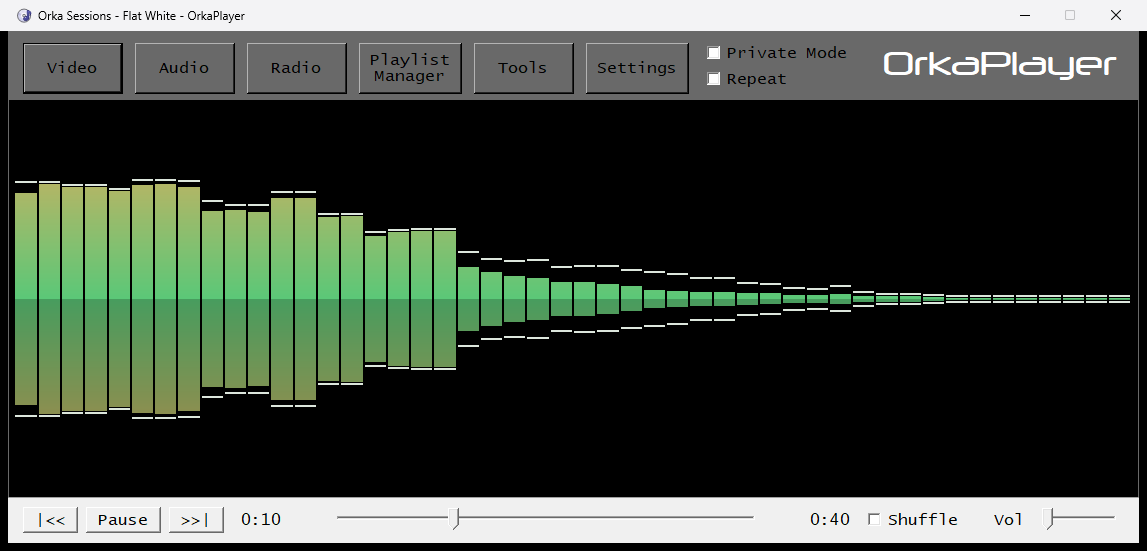 Orka Sessions - Flat White - OrkaPlayer
Video
Audio
Radio
Playlist
Manager
Tools
Settings
Private Mode
Repeat
OrkaPlayer
|<<
Pause
>>|
0:10
0:40
Shuffle
Vol